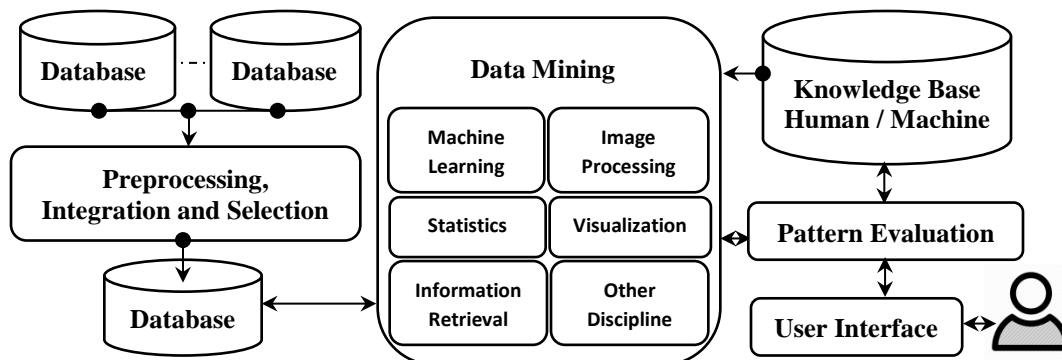 Database
Database
Preprocessing,
Integration and Selection
Database
Data Mining
Machine
Learning
Image
Processing
Statistics
Visualization
Information
Retrieval
Other
Discipline
Knowledge Base
Human / Machine
Pattern Evaluation
User Interface